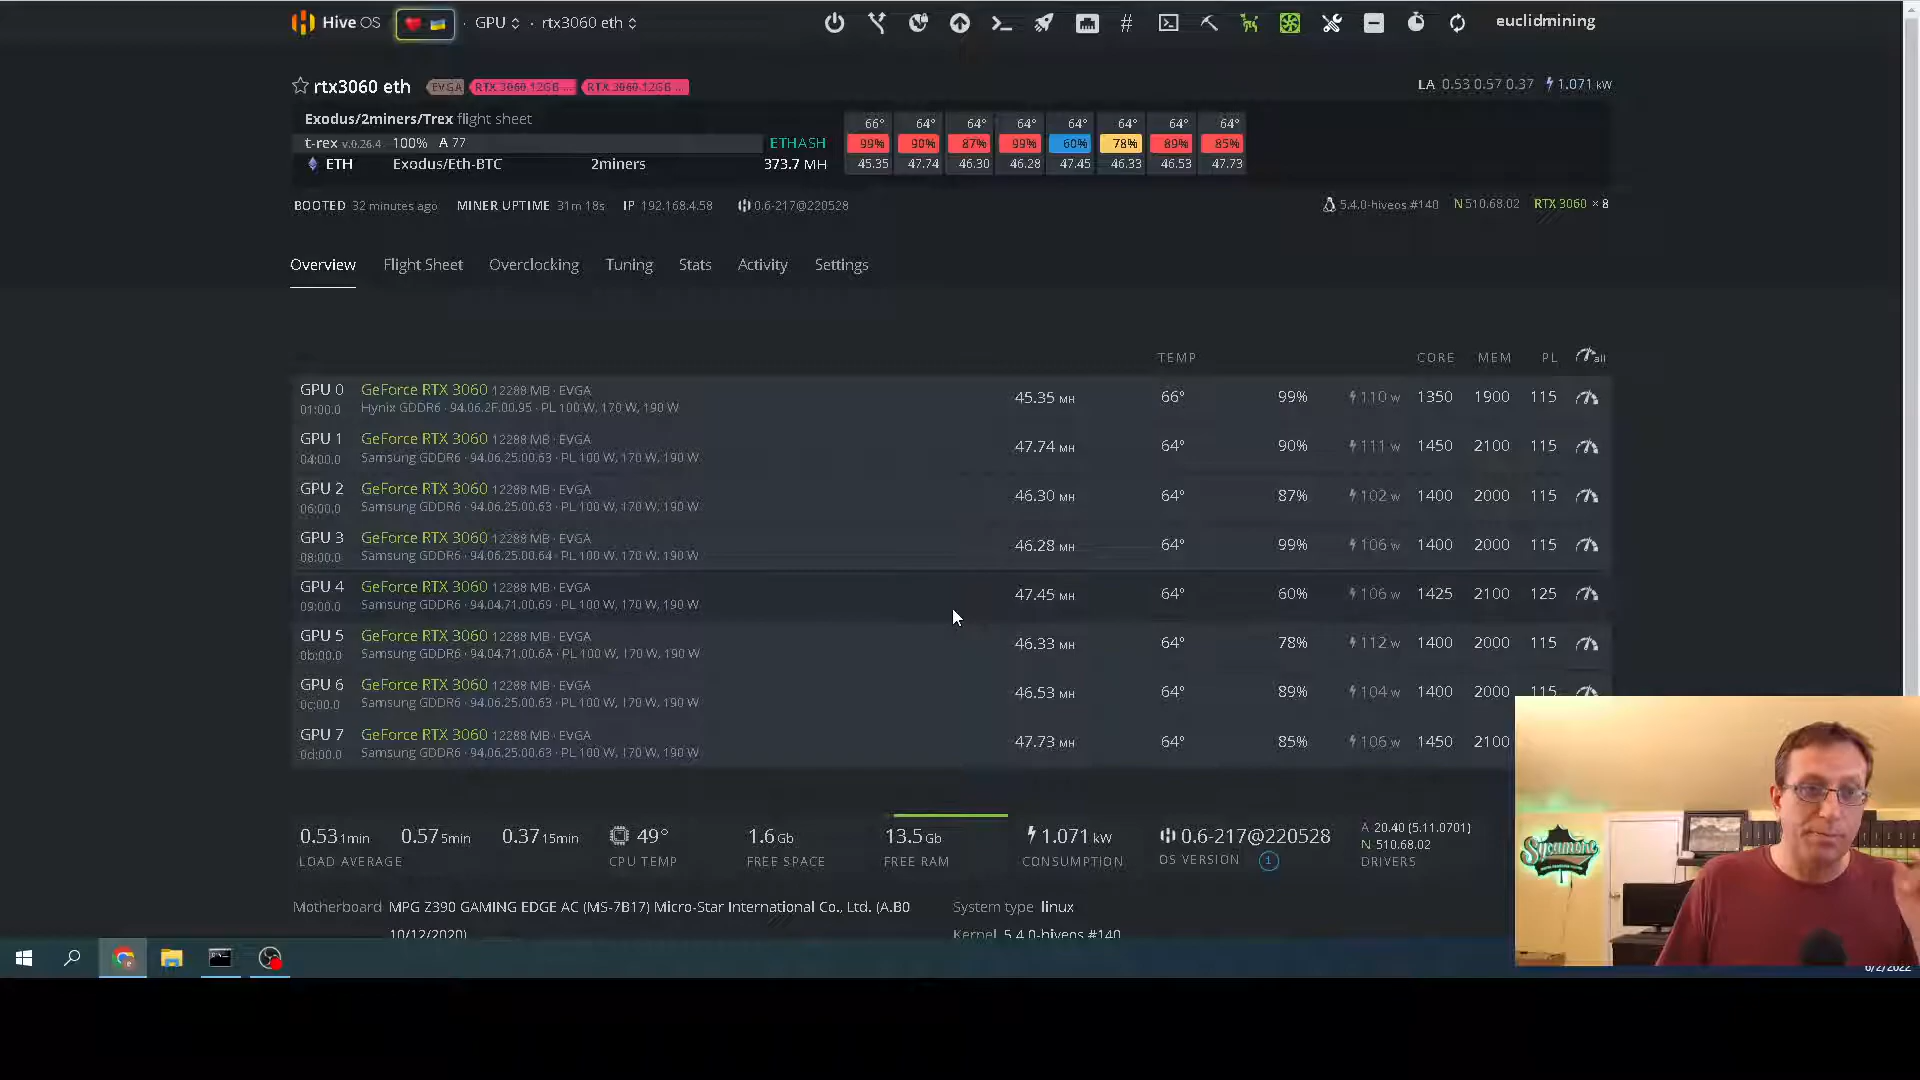 Hive OS · GPU · rtx3060 eth # euclidmining
rtx3060 eth EVGA RTX 3060 12GB ... RTX 3060 12GB ... LA 0.53 0.57 0.37 1.071 kW
Exodus/2miners/Trex flight sheet 66° 64° 64° 64° 64° 64° 64° 64°
t-rex v.0.26.4 100% A 77 ETHASH 99% 90% 87% 99% 60% 78% 89% 85%
ETH Exodus/Eth-BTC 2miners 373.7 MH 45.35 47.74 46.30 46.28 47.45 46.33 46.53 47.73
BOOTED 32 minutes ago MINER UPTIME 31m 18s IP 192.168.4.58 0.6-217@220528 5.4.0-hiveos #140 N 510.68.02 RTX 3060 × 8
Overview Flight Sheet Overclocking Tuning Stats Activity Settings
TEMP CORE MEM PL all
GPU 0 GeForce RTX 3060 12288 MB · EVGA 45.35 MH 66° 99% 110 W 1350 1900 115
01:00.0 Hynix GDDR6 · 94.06.2F.00.95 · PL 100 W, 170 W, 190 W
GPU 1 GeForce RTX 3060 12288 MB · EVGA 47.74 MH 64° 90% 111 W 1450 2100 115
04:00.0 Samsung GDDR6 · 94.06.25.00.63 · PL 100 W, 170 W, 190 W
GPU 2 GeForce RTX 3060 12288 MB · EVGA 46.30 MH 64° 87% 102 W 1400 2000 115
06:00.0 Samsung GDDR6 · 94.06.25.00.63 · PL 100 W, 170 W, 190 W
GPU 3 GeForce RTX 3060 12288 MB · EVGA 46.28 MH 64° 99% 106 W 1400 2000 115
08:00.0 Samsung GDDR6 · 94.06.25.00.64 · PL 100 W, 170 W, 190 W
GPU 4 GeForce RTX 3060 12288 MB · EVGA 47.45 MH 64° 60% 106 W 1425 2100 125
09:00.0 Samsung GDDR6 · 94.04.71.00.69 · PL 100 W, 170 W, 190 W
GPU 5 GeForce RTX 3060 12288 MB · EVGA 46.33 MH 64° 78% 112 W 1400 2000 115
0b:00.0 Samsung GDDR6 · 94.04.71.00.6A · PL 100 W, 170 W, 190 W
GPU 6 GeForce RTX 3060 12288 MB · EVGA 46.53 MH 64° 89% 104 W 1400 2000 115
0c:00.0 Samsung GDDR6 · 94.06.25.00.63 · PL 100 W, 170 W, 190 W
GPU 7 GeForce RTX 3060 12288 MB · EVGA 47.73 MH 64° 85% 106 W 1450 2100
0d:00.0 Samsung GDDR6 · 94.06.25.00.63 · PL 100 W, 170 W, 190 W
0.53 1min 0.57 5min 0.37 15min 49° 1.6 Gb 13.5 Gb 1.071 kW 0.6-217@220528 A 20.40 (5.11.0701)
N 510.68.02
LOAD AVERAGE CPU TEMP FREE SPACE FREE RAM CONSUMPTION OS VERSION 1 DRIVERS
Motherboard MPG Z390 GAMING EDGE AC (MS-7B17) Micro-Star International Co., Ltd. (A.B0 System type linux
10/12/2020) Kernel 5.4.0-hiveos #140
Sycamore
6/2/2022